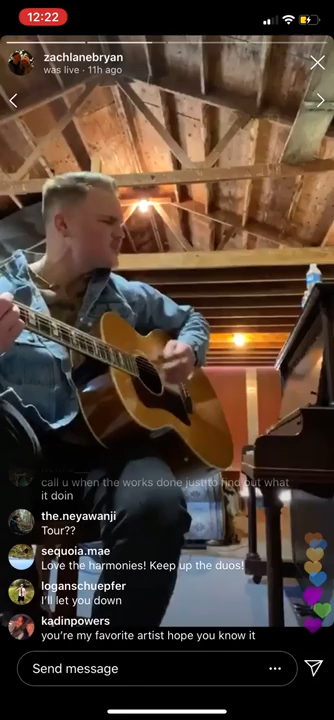 12:22
zachlanebryan
was live · 11h ago
call u when the works done just to find out what
it doin
the.neyawanji
Tour??
sequoia.mae
Love the harmonies! Keep up the duos!
loganschuepfer
I'll let you down
kadinpowers
you're my favorite artist hope you know it
Send message